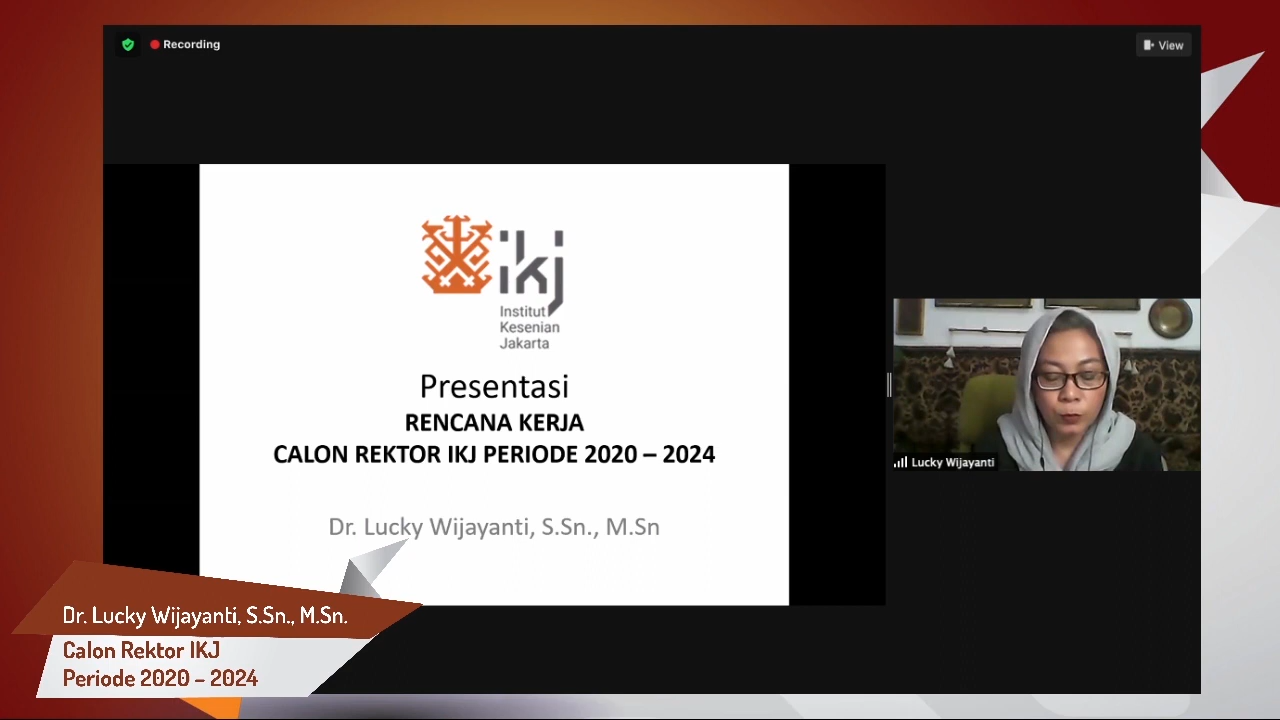 Recording
View
ikj
Institut
Kesenian
Jakarta
Presentasi
RENCANA KERJA
CALON REKTOR IKJ PERIODE 2020 – 2024
Dr. Lucky Wijayanti, S.Sn., M.Sn
Lucky Wijayanti
Dr. Lucky Wijayanti, S.Sn., M.Sn.
Calon Rektor IKJ
Periode 2020 – 2024